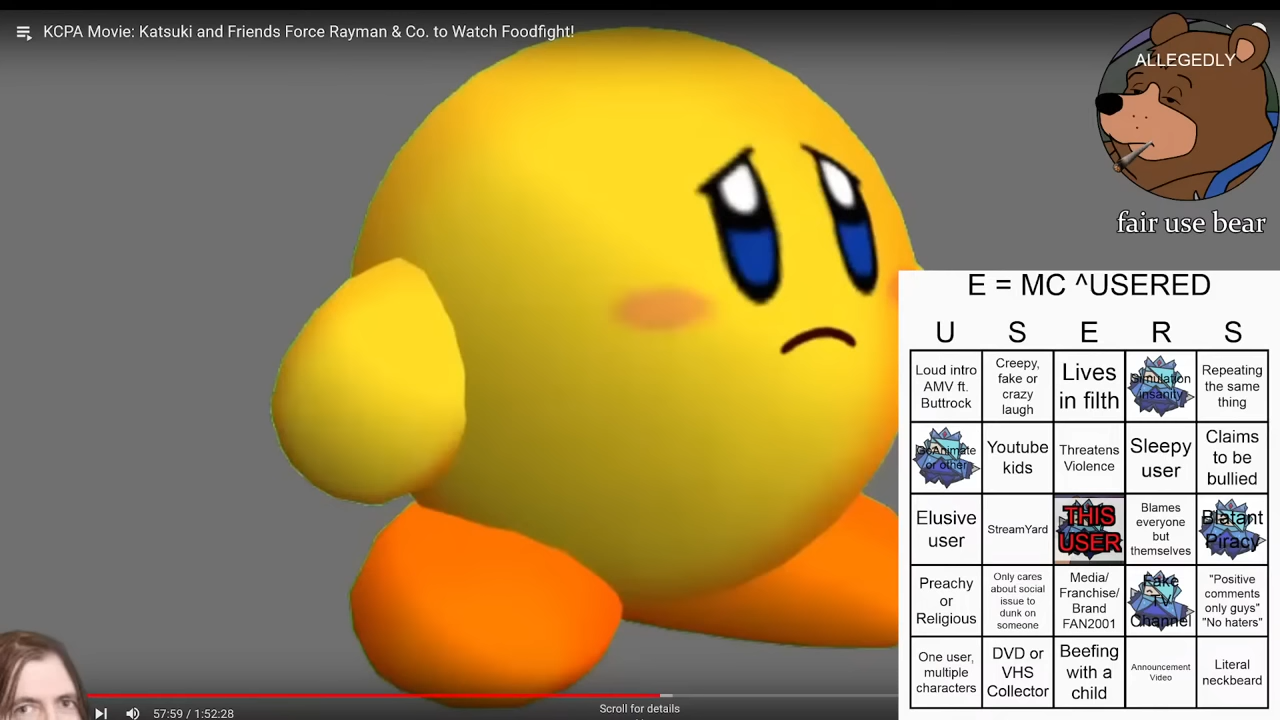 KCPA Movie: Katsuki and Friends Force Rayman & Co. to Watch Foodfight!
ALLEGEDLY
fair use bear
E = MC ^USERED
U S E R S
Loud intro
AMV ft.
Buttrock
Creepy,
fake or
crazy
laugh
Lives
in filth
Simulation
insanity
Repeating
the same
thing
GoAnimate
or other
Youtube
kids
Threatens
Violence
Sleepy
user
Claims
to be
bullied
Elusive
user
StreamYard
THIS
USER
Blames
everyone
but
themselves
Blatant
Piracy
Preachy
or
Religious
Only cares
about social
issue to
dunk on
someone
Media/
Franchise/
Brand
FAN2001
Fake
TV
Channel
"Positive
comments
only guys"
"No haters"
One user,
multiple
characters
DVD or
VHS
Collector
Beefing
with a
child
Announcement
Video
Literal
neckbeard
57:59 / 1:52:28
Scroll for details